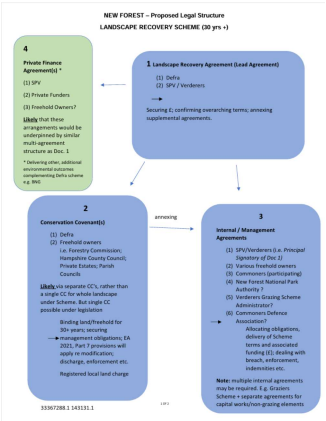 NEW FOREST – Proposed Legal Structure
LANDSCAPE RECOVERY SCHEME (30 yrs +)
4
Private Finance
Agreement(s) *
(1) SPV
(2) Private Funders
(3) Freehold Owners?
Likely that these
arrangements would be
underpinned by similar
multi-agreement
structure as Doc. 1
* Delivering other, additional
environmental outcomes
complementing Defra scheme
e.g. BNG
1 Landscape Recovery Agreement (Lead Agreement)
(1) Defra
(2) SPV / Verderers
Securing £; confirming overarching terms; annexing
supplemental agreements.
2
Conservation Covenant(s)
(1) Defra
(2) Freehold owners
i.e. Forestry Commission;
Hampshire County Council;
Private Estates; Parish
Councils
Likely via separate CC's, rather
than a single CC for whole landscape
under Scheme. But single CC
possible under legislation
Binding land/freehold for
30+ years; securing
management obligations; EA
2021, Part 7 provisions will
apply re modification;
discharge, enforcement etc.
Registered local land charge
annexing
3
Internal / Management
Agreements
(1) SPV/Verderers (i.e. Principal
Signatory of Doc 1)
(2) Various freehold owners
(3) Commoners (participating)
(4) New Forest National Park
Authority ?
(5) Verderers Grazing Scheme
Administrator?
(6) Commoners Defence
Association?
Allocating obligations,
delivery of Scheme
terms and associated
funding (£); dealing with
breach, enforcement,
indemnities etc.
Note: multiple internal agreements
may be required. E.g. Graziers
Scheme + separate agreements for
capital works/non-grazing elements
33367288.1 143131.1